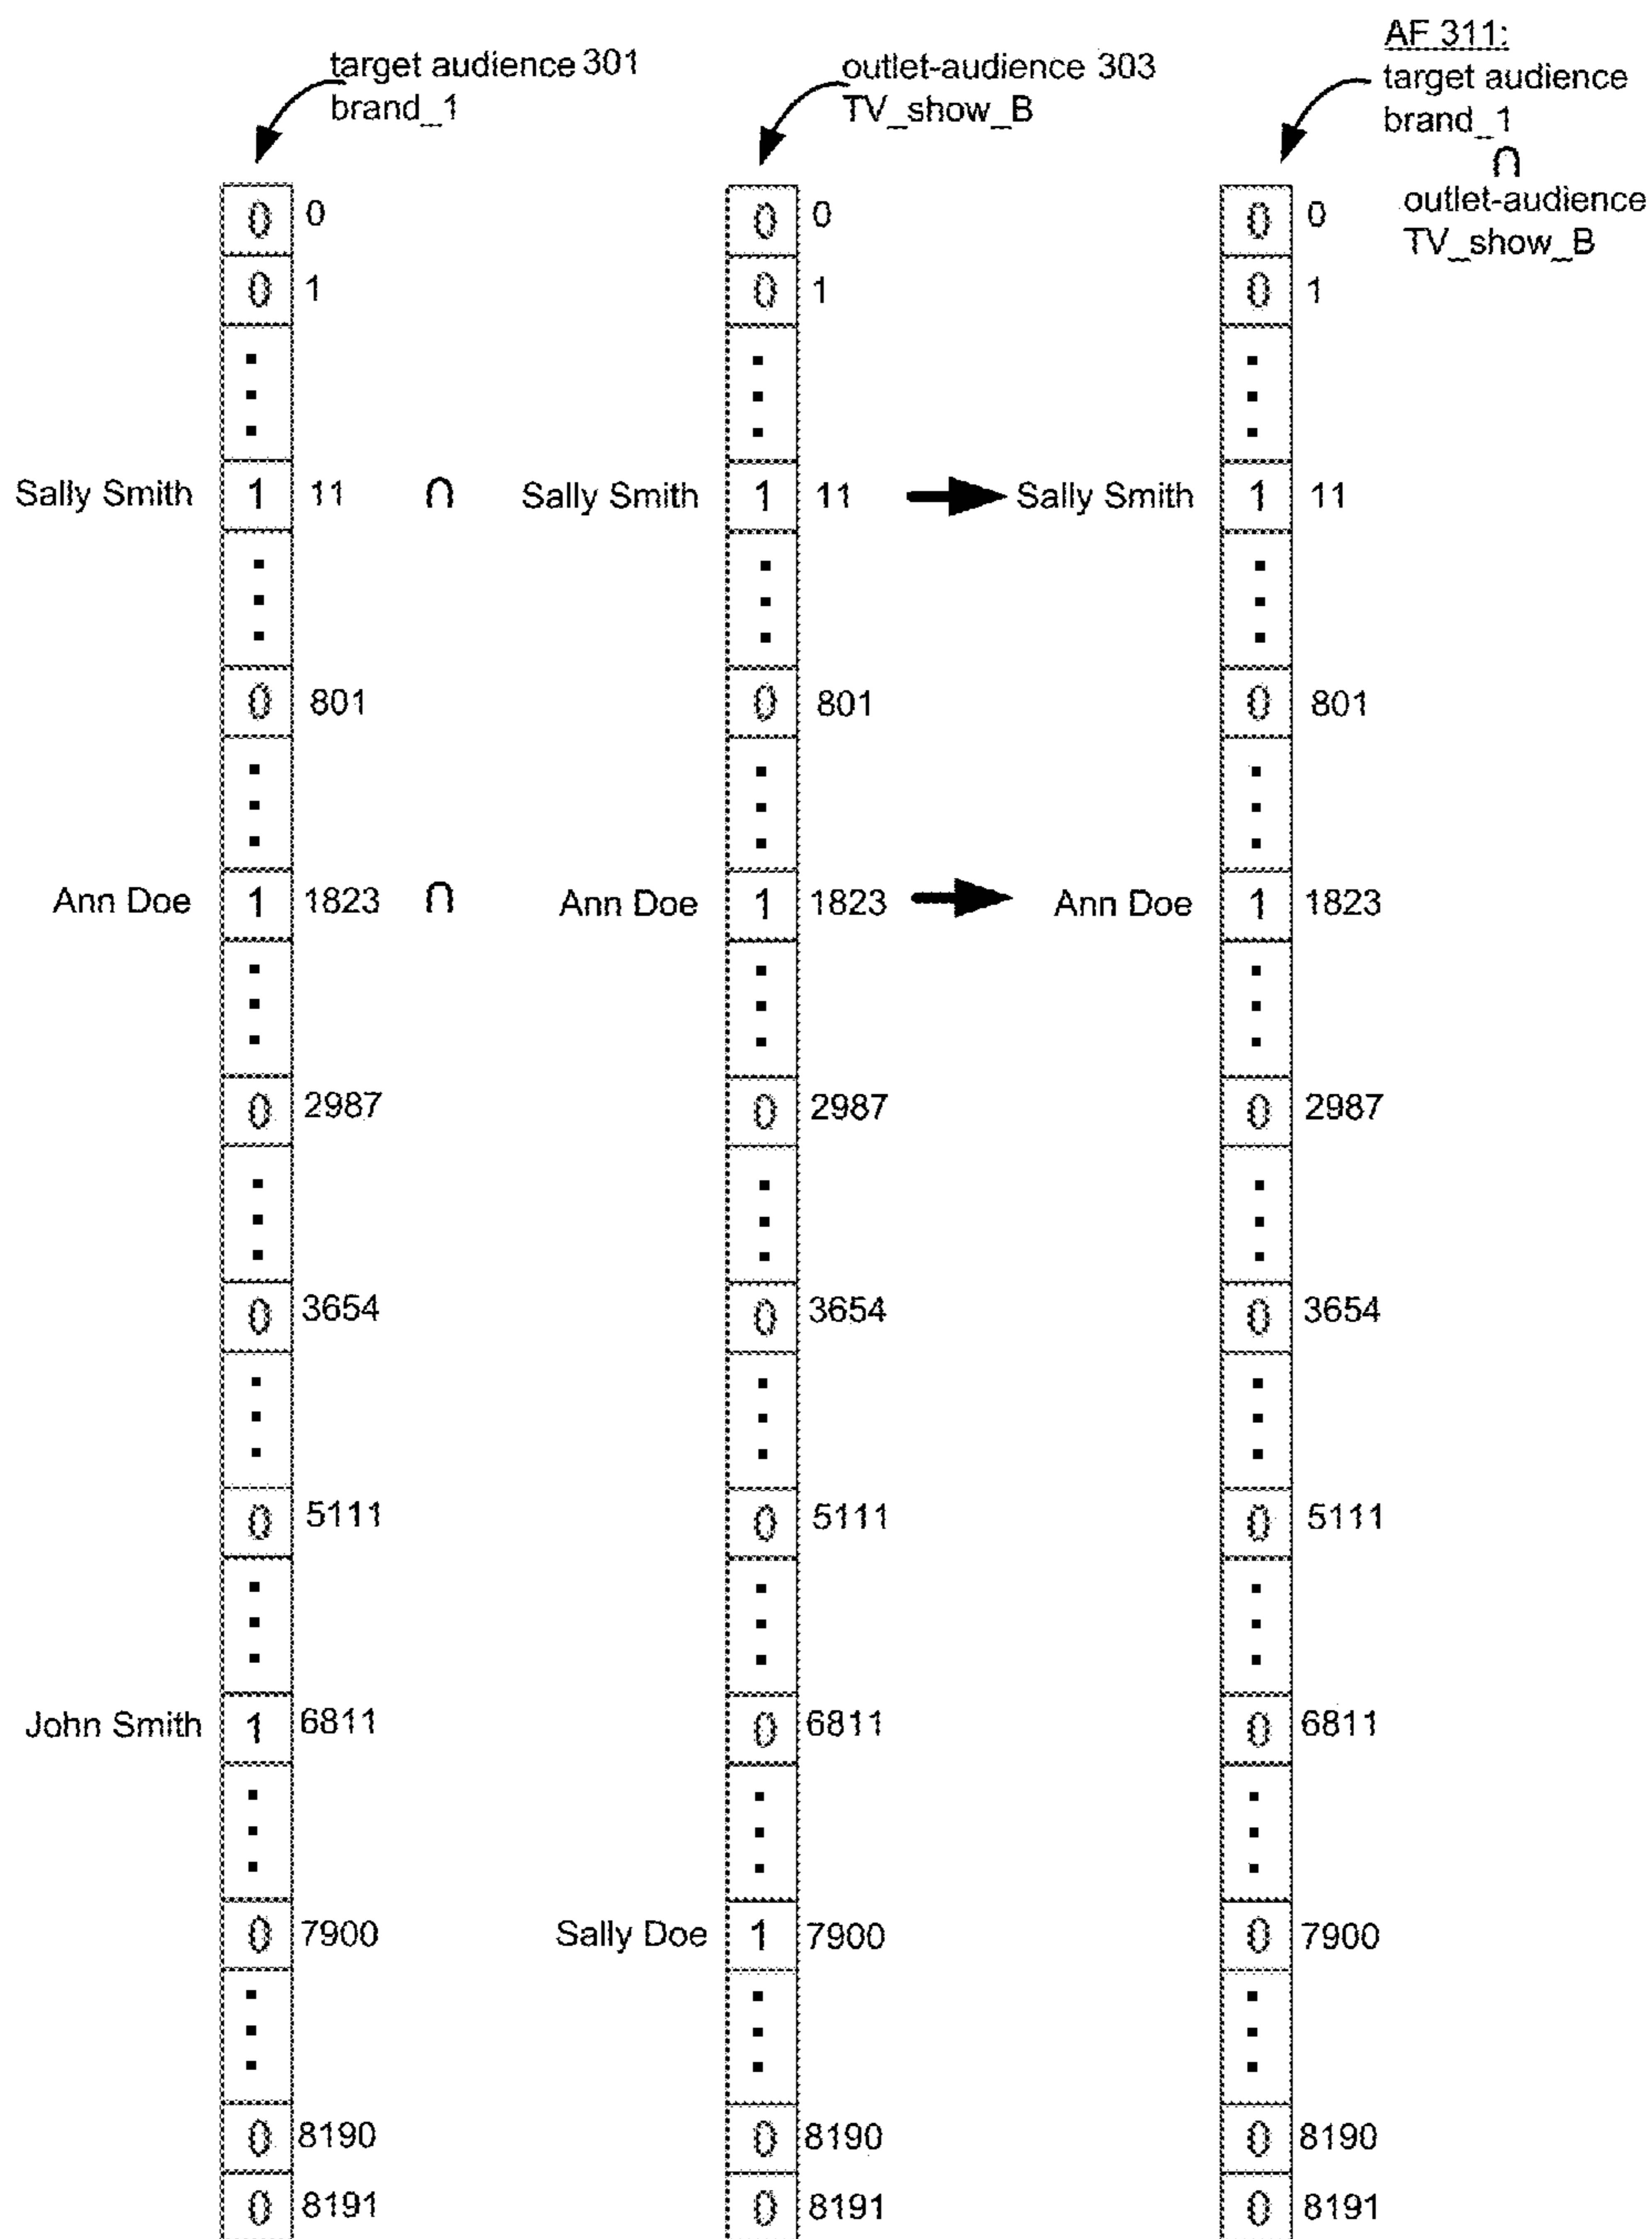 target audience 301
brand_1
outlet-audience 303
TV_show_B
AF 311:
target audience
brand_1
∩
outlet-audience
TV_show_B
0 0 0 0 0 0
0 1 0 1 0 1
Sally Smith 1 11 ∩ Sally Smith 1 11 Sally Smith 1 11
0 801 0 801 0 801
Ann Doe 1 1823 ∩ Ann Doe 1 1823 Ann Doe 1 1823
0 2987 0 2987 0 2987
0 3654 0 3654 0 3654
0 5111 0 5111 0 5111
John Smith 1 6811 0 6811 0 6811
0 7900 Sally Doe 1 7900 0 7900
0 8190 0 8190 0 8190
0 8191 0 8191 0 8191